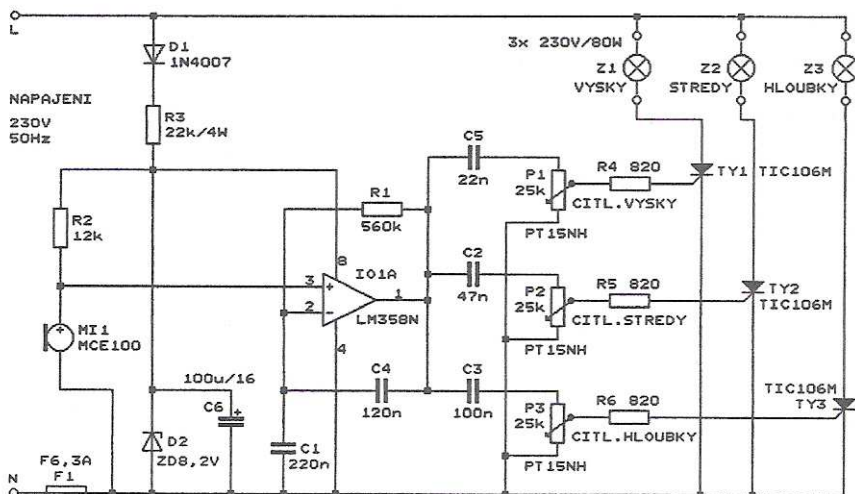 L
D1
1N4007
3x 230V/80W
Z1
VYSKY
Z2
STREDY
Z3
HLOUBKY
NAPAJENI
230V
50Hz
R3
22k/4W
C5
22n
P1
25k
R4 820
TY1 TIC106M
CITL.VYSKY
PT15NH
R1
560k
R2
12k
8
IO1A
3
+
2
-
1
LM358N
4
C2
47n
P2
25k
R5 820
TY2
TIC106M
CITL.STREDY
PT15NH
MI1
MCE100
+
100u/16
C6
+
C4
120n
C3
100n
P3
25k
R6 820
TIC106M
TY3
CITL.HLOUBKY
PT15NH
D2
ZD8,2V
C1
220n
N
F6,3A
F1